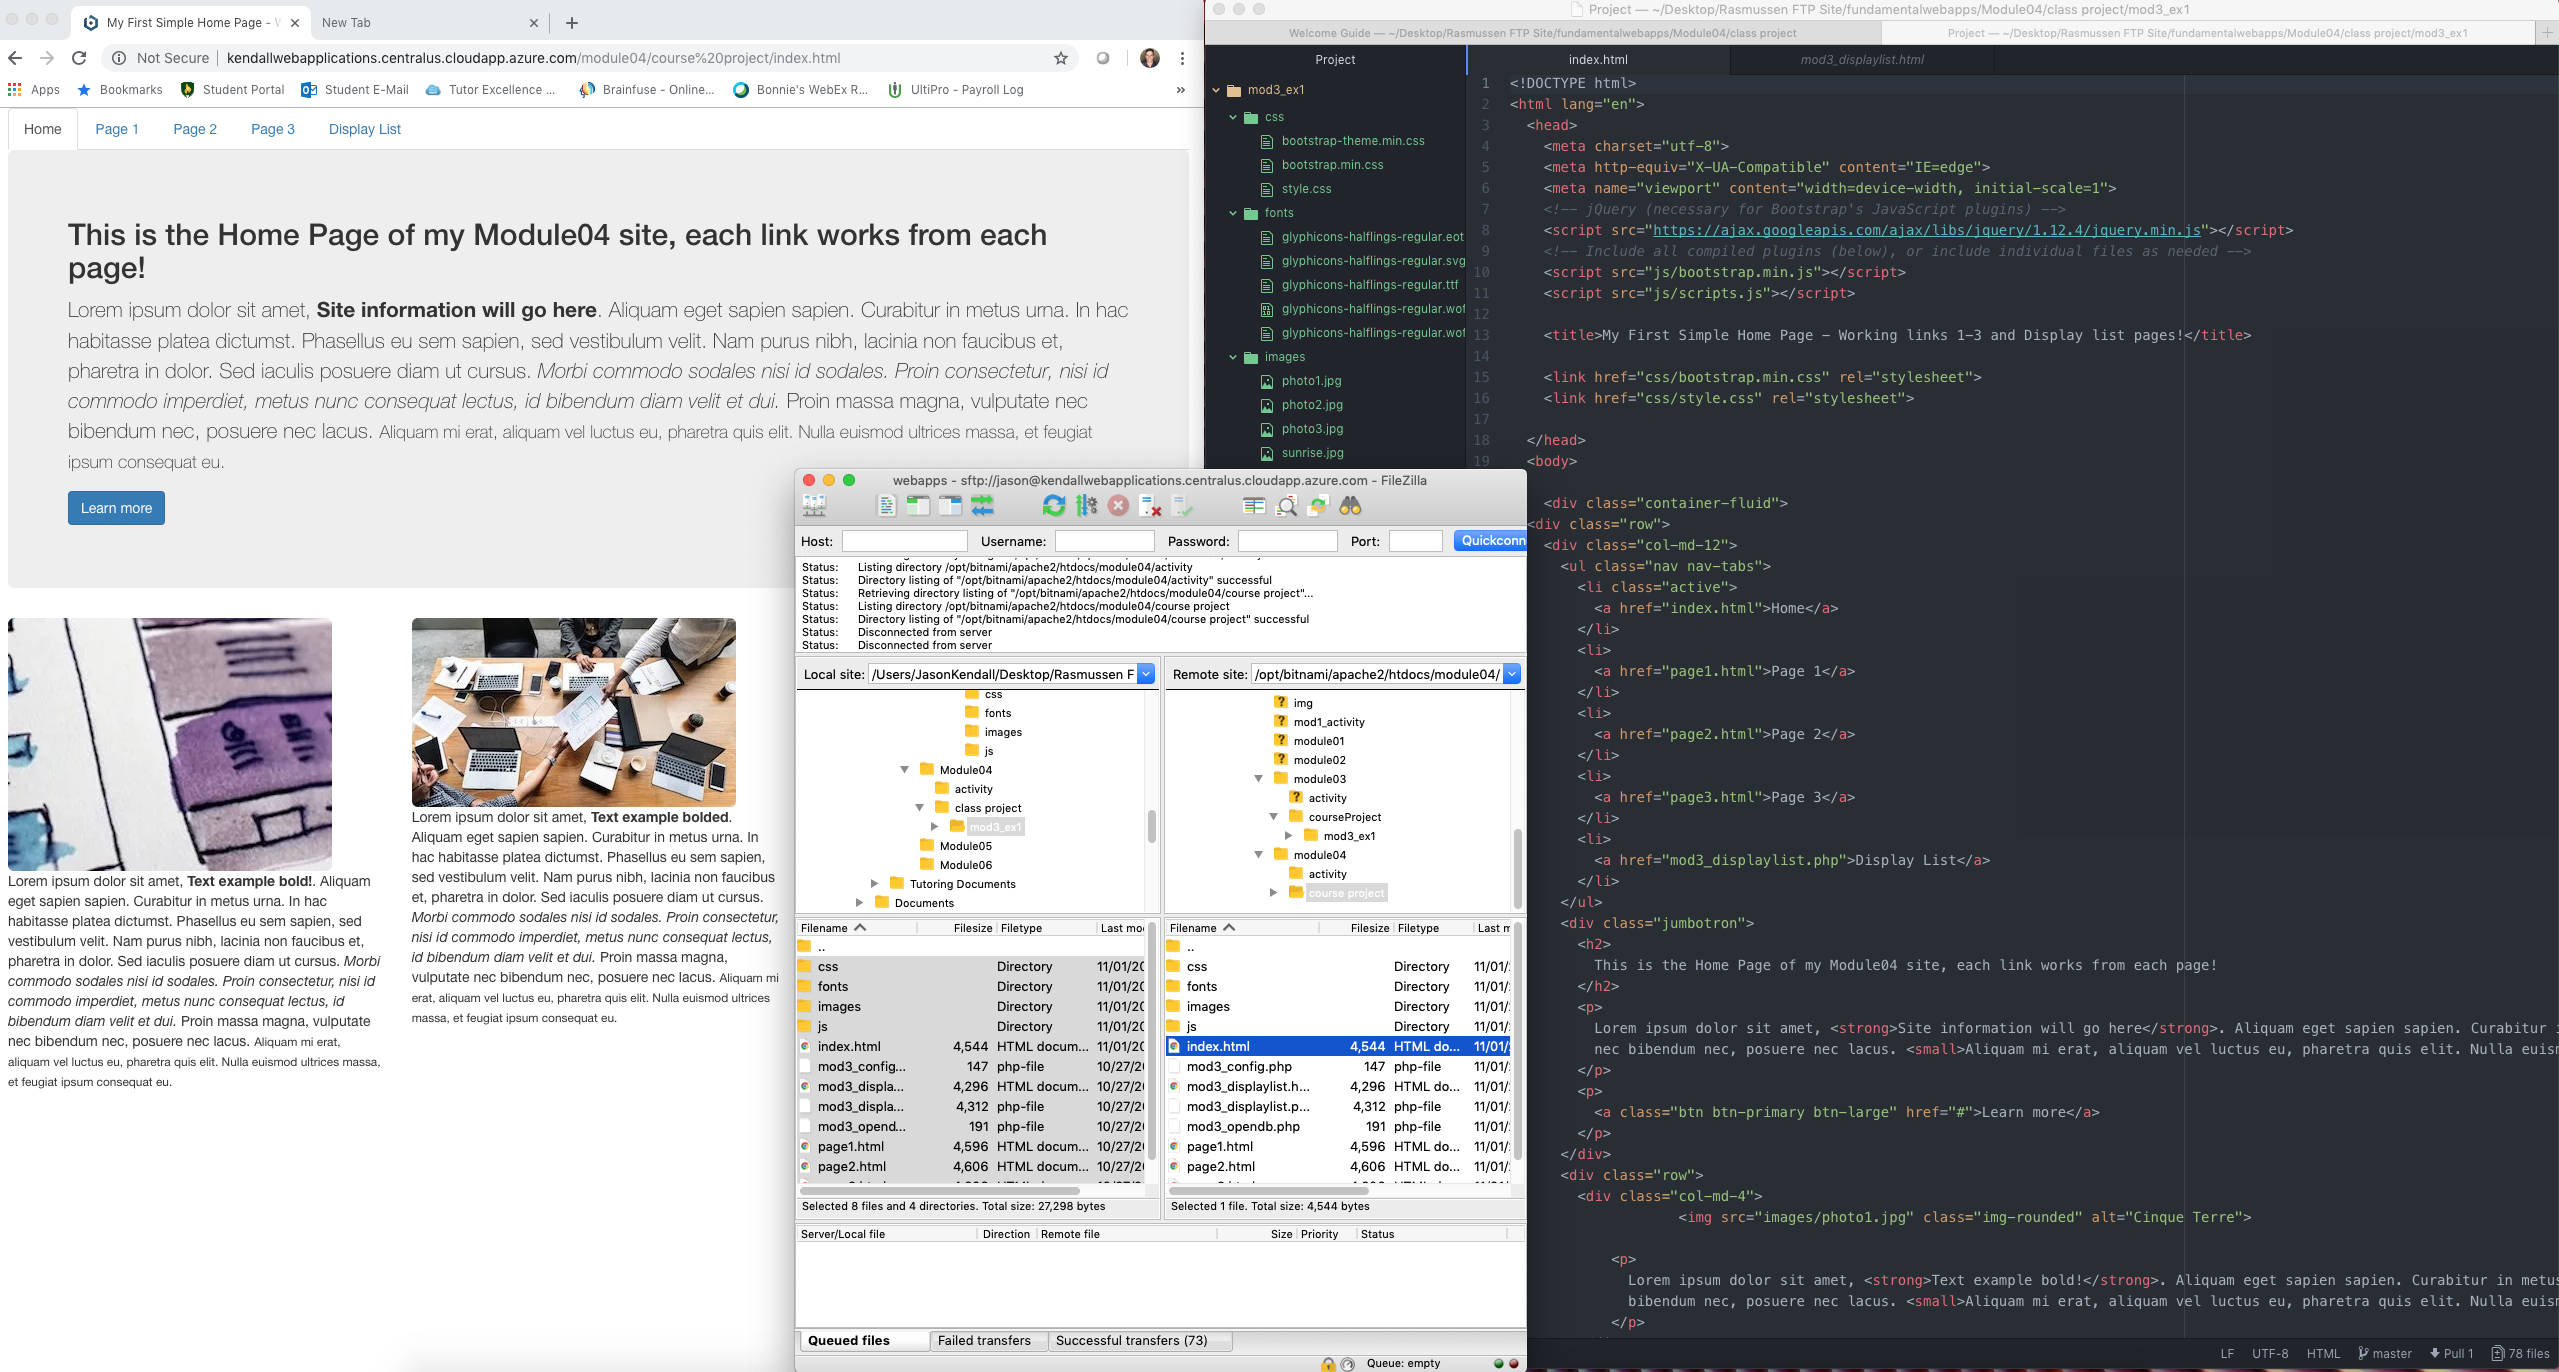 My First Simple Home Page - W
New Tab
Not Secure
kendallwebapplications.centralus.cloudapp.azure.com/module04/course%20project/index.html
Apps
Bookmarks
Student Portal
Student E-Mail
Tutor Excellence ...
Brainfuse - Online...
Bonnie's WebEx R...
UltiPro - Payroll Log
»
Home
Page 1
Page 2
Page 3
Display List
This is the Home Page of my Module04 site, each link works from each
page!
Lorem ipsum dolor sit amet, Site information will go here. Aliquam eget sapien sapien. Curabitur in metus urna. In hac
habitasse platea dictumst. Phasellus eu sem sapien, sed vestibulum velit. Nam purus nibh, lacinia non faucibus et,
pharetra in dolor. Sed iaculis posuere diam ut cursus. Morbi commodo sodales nisi id sodales. Proin consectetur, nisi id
commodo imperdiet, metus nunc consequat lectus, id bibendum diam velit et dui. Proin massa magna, vulputate nec
bibendum nec, posuere nec lacus. Aliquam mi erat, aliquam vel luctus eu, pharetra quis elit. Nulla euismod ultrices massa, et feugiat
ipsum consequat eu.
Learn more
Lorem ipsum dolor sit amet, Text example bold!. Aliquam
eget sapien sapien. Curabitur in metus urna. In hac
habitasse platea dictumst. Phasellus eu sem sapien, sed
vestibulum velit. Nam purus nibh, lacinia non faucibus et,
pharetra in dolor. Sed iaculis posuere diam ut cursus. Morbi
commodo sodales nisi id sodales. Proin consectetur, nisi id
commodo imperdiet, metus nunc consequat lectus, id
bibendum diam velit et dui. Proin massa magna, vulputate
nec bibendum nec, posuere nec lacus. Aliquam mi erat,
aliquam vel luctus eu, pharetra quis elit. Nulla euismod ultrices massa,
et feugiat ipsum consequat eu.
Lorem ipsum dolor sit amet, Text example bolded.
Aliquam eget sapien sapien. Curabitur in metus urna. In
hac habitasse platea dictumst. Phasellus eu sem sapien,
sed vestibulum velit. Nam purus nibh, lacinia non faucibus
et, pharetra in dolor. Sed iaculis posuere diam ut cursus.
Morbi commodo sodales nisi id sodales. Proin consectetur,
nisi id commodo imperdiet, metus nunc consequat lectus,
id bibendum diam velit et dui. Proin massa magna,
vulputate nec bibendum nec, posuere nec lacus. Aliquam mi
erat, aliquam vel luctus eu, pharetra quis elit. Nulla euismod ultrices
massa, et feugiat ipsum consequat eu.
webapps - sftp://jason@kendallwebapplications.centralus.cloudapp.azure.com - FileZilla
Host:
Username:
Password:
Port:
Quickconn
Status: Listing directory /opt/bitnami/apache2/htdocs/module04/activity
Status: Directory listing of "/opt/bitnami/apache2/htdocs/module04/activity" successful
Status: Retrieving directory listing of "/opt/bitnami/apache2/htdocs/module04/course project"...
Status: Listing directory /opt/bitnami/apache2/htdocs/module04/course project
Status: Directory listing of "/opt/bitnami/apache2/htdocs/module04/course project" successful
Status: Disconnected from server
Status: Disconnected from server
Local site: /Users/JasonKendall/Desktop/Rasmussen F
css
fonts
images
js
Module04
activity
class project
mod3_ex1
Module05
Module06
Tutoring Documents
Documents
Remote site: /opt/bitnami/apache2/htdocs/module04/
img
mod1_activity
module01
module02
module03
activity
courseProject
mod3_ex1
module04
activity
course project
Filename Filesize Filetype Last mod
..
css Directory 11/01/20
fonts Directory 11/01/20
images Directory 11/01/20
js Directory 11/01/20
index.html 4,544 HTML docum... 11/01/20
mod3_config... 147 php-file 10/27/20
mod3_displa... 4,296 HTML docum... 10/27/20
mod3_displa... 4,312 php-file 10/27/20
mod3_opend... 191 php-file 10/27/20
page1.html 4,596 HTML docum... 10/27/20
page2.html 4,606 HTML docum... 10/27/20
Selected 8 files and 4 directories. Total size: 27,298 bytes
Filename Filesize Filetype Last m
..
css Directory 11/01/
fonts Directory 11/01/
images Directory 11/01/
js Directory 11/01/
index.html 4,544 HTML do... 11/01/
mod3_config.php 147 php-file 11/01/
mod3_displaylist.h... 4,296 HTML do... 11/01/
mod3_displaylist.p... 4,312 php-file 11/01/
mod3_opendb.php 191 php-file 11/01/
page1.html 4,596 HTML do... 11/01/
page2.html 4,606 HTML do... 11/01/
Selected 1 file. Total size: 4,544 bytes
Server/Local file Direction Remote file Size Priority Status
Queued files
Failed transfers
Successful transfers (73)
Queue: empty
Project — ~/Desktop/Rasmussen FTP Site/fundamentalwebapps/Module04/class project/mod3_ex1
Welcome Guide — ~/Desktop/Rasmussen FTP Site/fundamentalwebapps/Module04/class project
Project — ~/Desktop/Rasmussen FTP Site/fundamentalwebapps/Module04/class project/mod3_ex1
Project
mod3_ex1
css
bootstrap-theme.min.css
bootstrap.min.css
style.css
fonts
glyphicons-halflings-regular.eot
glyphicons-halflings-regular.svg
glyphicons-halflings-regular.ttf
glyphicons-halflings-regular.wof
glyphicons-halflings-regular.wof
images
photo1.jpg
photo2.jpg
photo3.jpg
sunrise.jpg
index.html
mod3_displaylist.html
1 <!DOCTYPE html>
2 <html lang="en">
3 <head>
4 <meta charset="utf-8">
5 <meta http-equiv="X-UA-Compatible" content="IE=edge">
6 <meta name="viewport" content="width=device-width, initial-scale=1">
7 <!-- jQuery (necessary for Bootstrap's JavaScript plugins) -->
8 <script src="https://ajax.googleapis.com/ajax/libs/jquery/1.12.4/jquery.min.js"></script>
9 <!-- Include all compiled plugins (below), or include individual files as needed -->
10 <script src="js/bootstrap.min.js"></script>
11 <script src="js/scripts.js"></script>
12
13 <title>My First Simple Home Page - Working links 1-3 and Display list pages!</title>
14
15 <link href="css/bootstrap.min.css" rel="stylesheet">
16 <link href="css/style.css" rel="stylesheet">
17
18 </head>
19 <body>
<div class="container-fluid">
<div class="row">
<div class="col-md-12">
<ul class="nav nav-tabs">
<li class="active">
<a href="index.html">Home</a>
</li>
<li>
<a href="page1.html">Page 1</a>
</li>
<li>
<a href="page2.html">Page 2</a>
</li>
<li>
<a href="page3.html">Page 3</a>
</li>
<li>
<a href="mod3_displaylist.php">Display List</a>
</li>
</ul>
<div class="jumbotron">
<h2>
This is the Home Page of my Module04 site, each link works from each page!
</h2>
<p>
Lorem ipsum dolor sit amet, <strong>Site information will go here</strong>. Aliquam eget sapien sapien. Curabitur
nec bibendum nec, posuere nec lacus. <small>Aliquam mi erat, aliquam vel luctus eu, pharetra quis elit. Nulla euism
</p>
<p>
<a class="btn btn-primary btn-large" href="#">Learn more</a>
</p>
</div>
<div class="row">
<div class="col-md-4">
<img src="images/photo1.jpg" class="img-rounded" alt="Cinque Terre">
<p>
Lorem ipsum dolor sit amet, <strong>Text example bold!</strong>. Aliquam eget sapien sapien. Curabitur in metus
bibendum nec, posuere nec lacus. <small>Aliquam mi erat, aliquam vel luctus eu, pharetra quis elit. Nulla euism
</p>
LF UTF-8 HTML master Pull 1 78 files